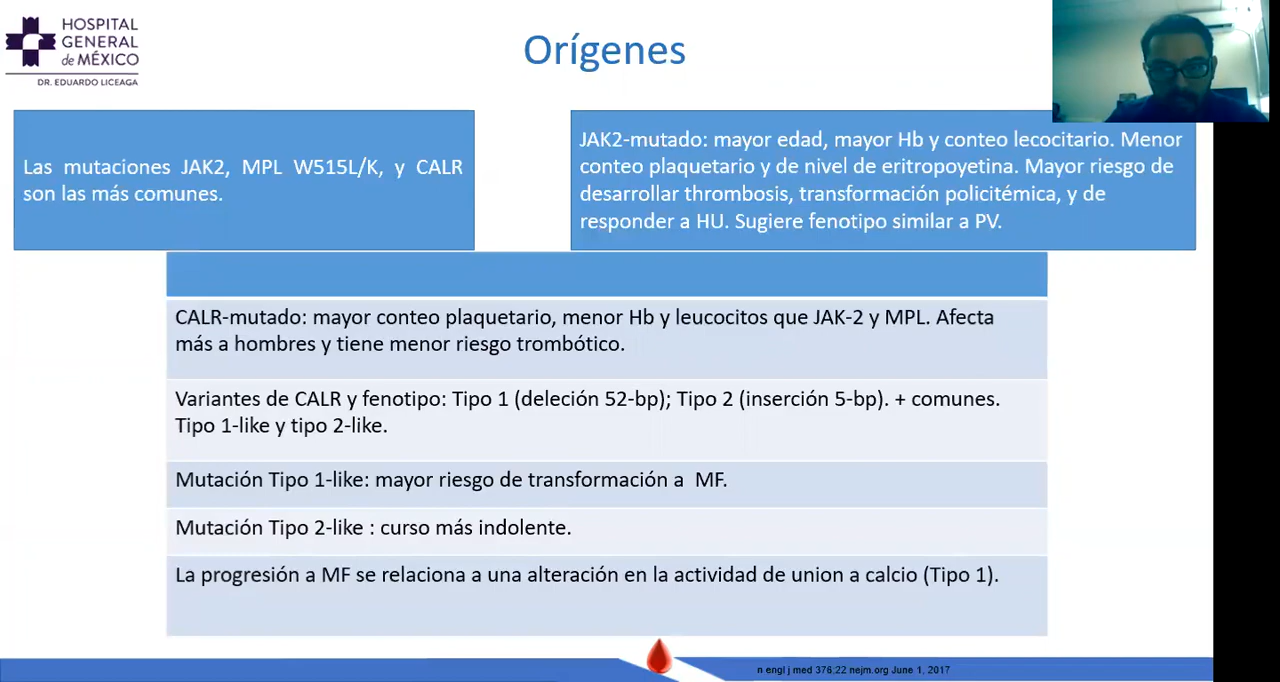 HOSPITAL
GENERAL
de MÉXICO
DR. EDUARDO LICEAGA
Orígenes
Las mutaciones JAK2, MPL W515L/K, y CALR
son las más comunes.
JAK2-mutado: mayor edad, mayor Hb y conteo lecocitario. Menor
conteo plaquetario y de nivel de eritropoyetina. Mayor riesgo de
desarrollar thrombosis, transformación policitémica, y de
responder a HU. Sugiere fenotipo similar a PV.
CALR-mutado: mayor conteo plaquetario, menor Hb y leucocitos que JAK-2 y MPL. Afecta
más a hombres y tiene menor riesgo trombótico.
Variantes de CALR y fenotipo: Tipo 1 (deleción 52-bp); Tipo 2 (inserción 5-bp). + comunes.
Tipo 1-like y tipo 2-like.
Mutación Tipo 1-like: mayor riesgo de transformación a  MF.
Mutación Tipo 2-like : curso más indolente.
La progresión a MF se relaciona a una alteración en la actividad de union a calcio (Tipo 1).
n engl j med 376;22 nejm.org June 1, 2017